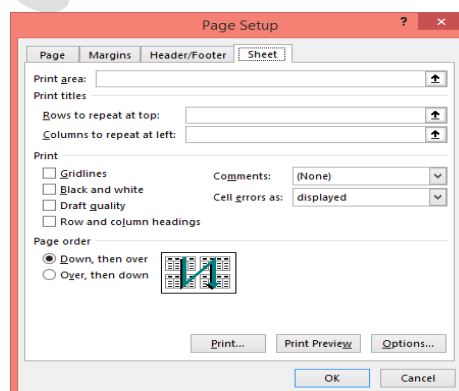 Page Setup ? ×
Page Margins Header/Footer Sheet
Print area:
Print titles
Rows to repeat at top:
Columns to repeat at left:
Print
Gridlines Comments: (None)
Black and white Cell errors as: displayed
Draft quality
Row and column headings
Page order
Down, then over
Over, then down
Print... Print Preview Options...
OK Cancel